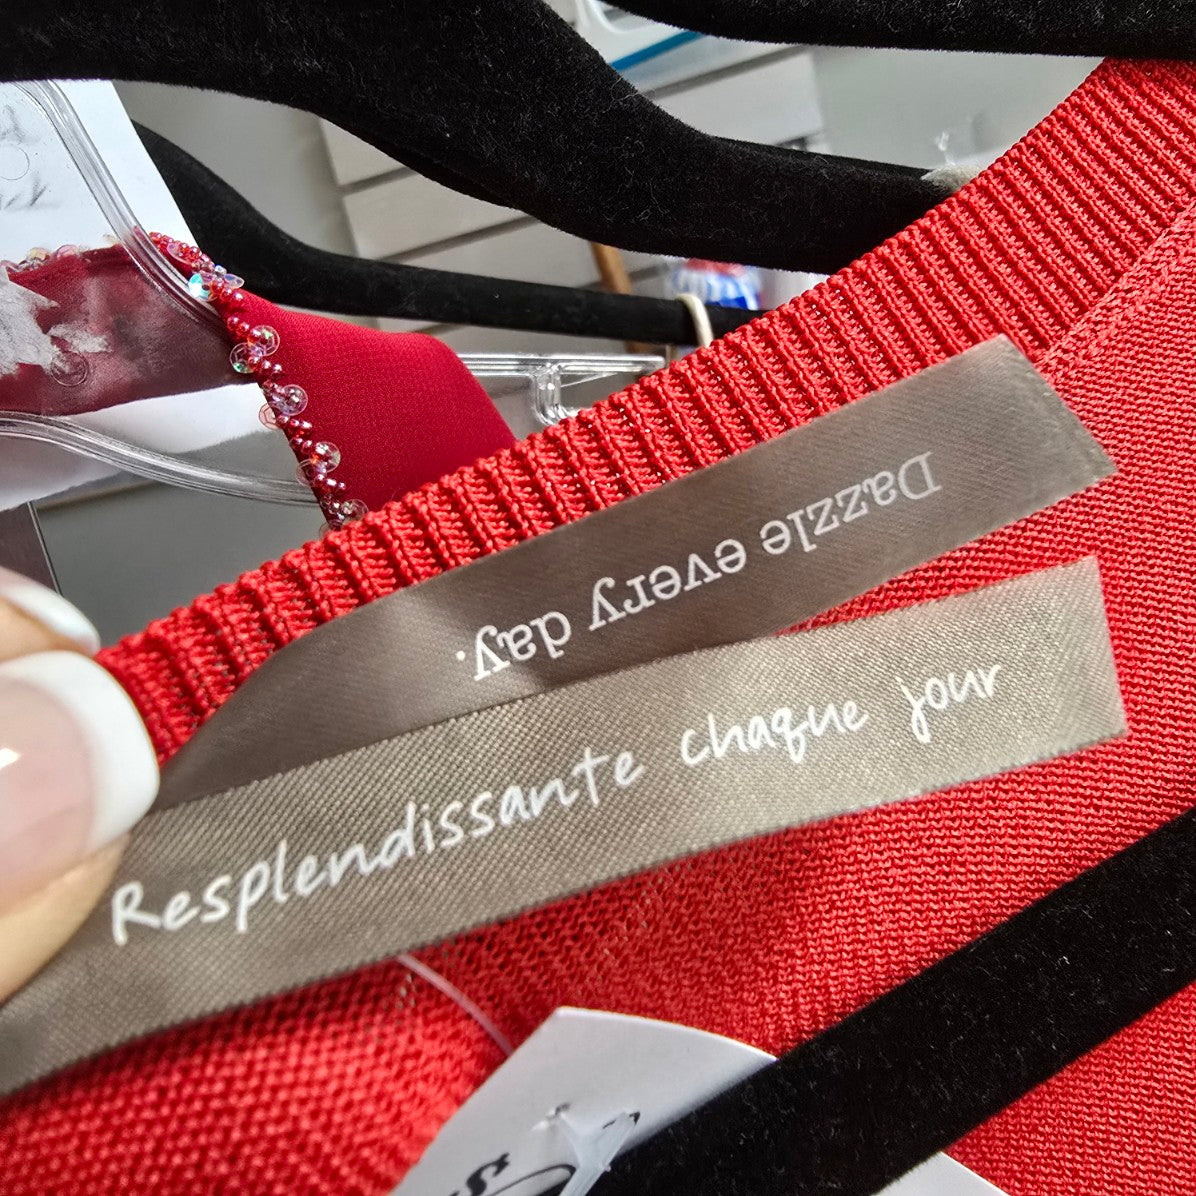 Dazzle every day.
Resplendissante chaque jour